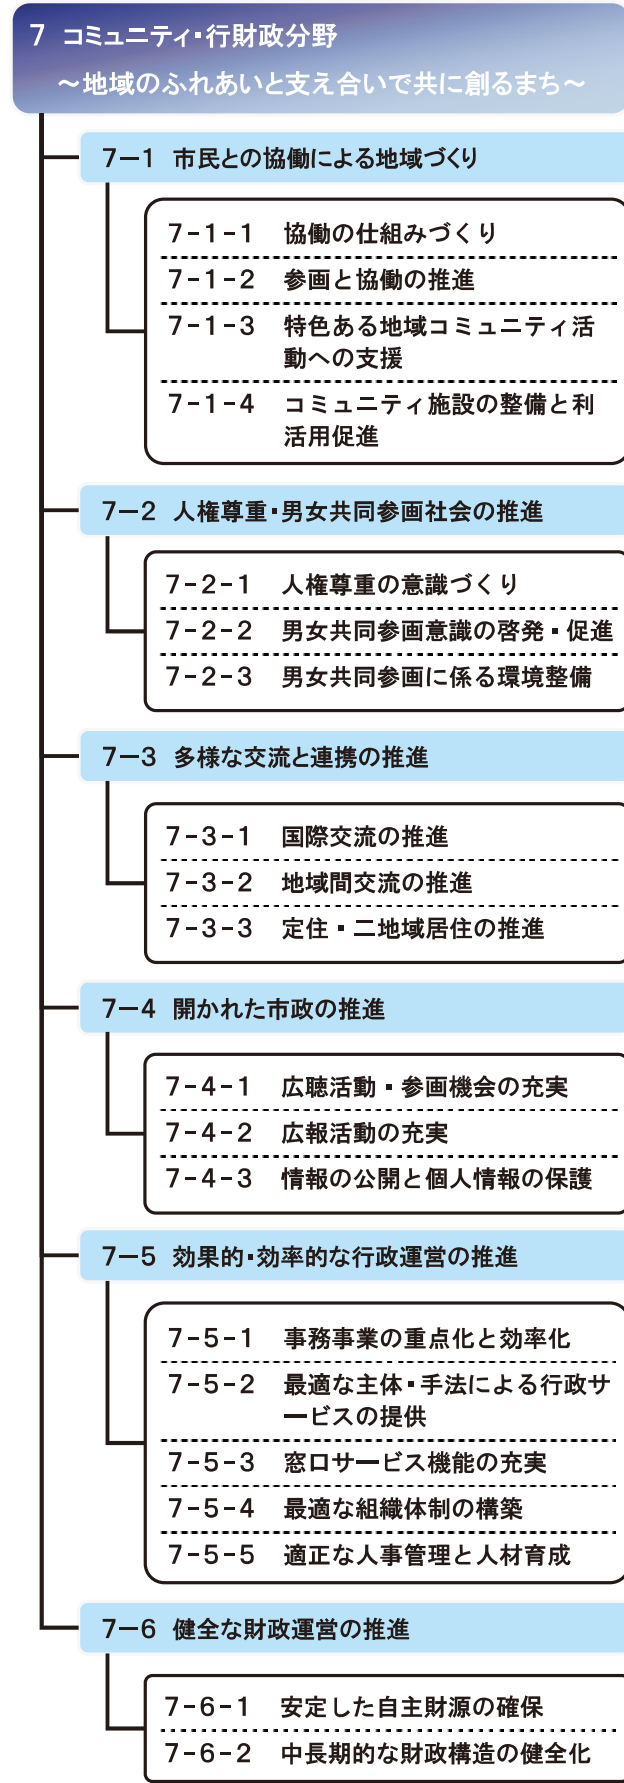 7 コミュニティ・行財政分野
～地域のふれあいと支え合いで共に創るまち～
7－1 市民との協働による地域づくり
7-1-1 協働の仕組みづくり
7-1-2 参画と協働の推進
7-1-3 特色ある地域コミュニティ活
動への支援
7-1-4 コミュニティ施設の整備と利
活用促進
7－2 人権尊重・男女共同参画社会の推進
7-2-1 人権尊重の意識づくり
7-2-2 男女共同参画意識の啓発・促進
7-2-3 男女共同参画に係る環境整備
7－3 多様な交流と連携の推進
7-3-1 国際交流の推進
7-3-2 地域間交流の推進
7-3-3 定住・二地域居住の推進
7－4 開かれた市政の推進
7-4-1 広聴活動・参画機会の充実
7-4-2 広報活動の充実
7-4-3 情報の公開と個人情報の保護
7－5 効果的・効率的な行政運営の推進
7-5-1 事務事業の重点化と効率化
7-5-2 最適な主体・手法による行政サ
ービスの提供
7-5-3 窓口サービス機能の充実
7-5-4 最適な組織体制の構築
7-5-5 適正な人事管理と人材育成
7－6 健全な財政運営の推進
7-6-1 安定した自主財源の確保
7-6-2 中長期的な財政構造の健全化